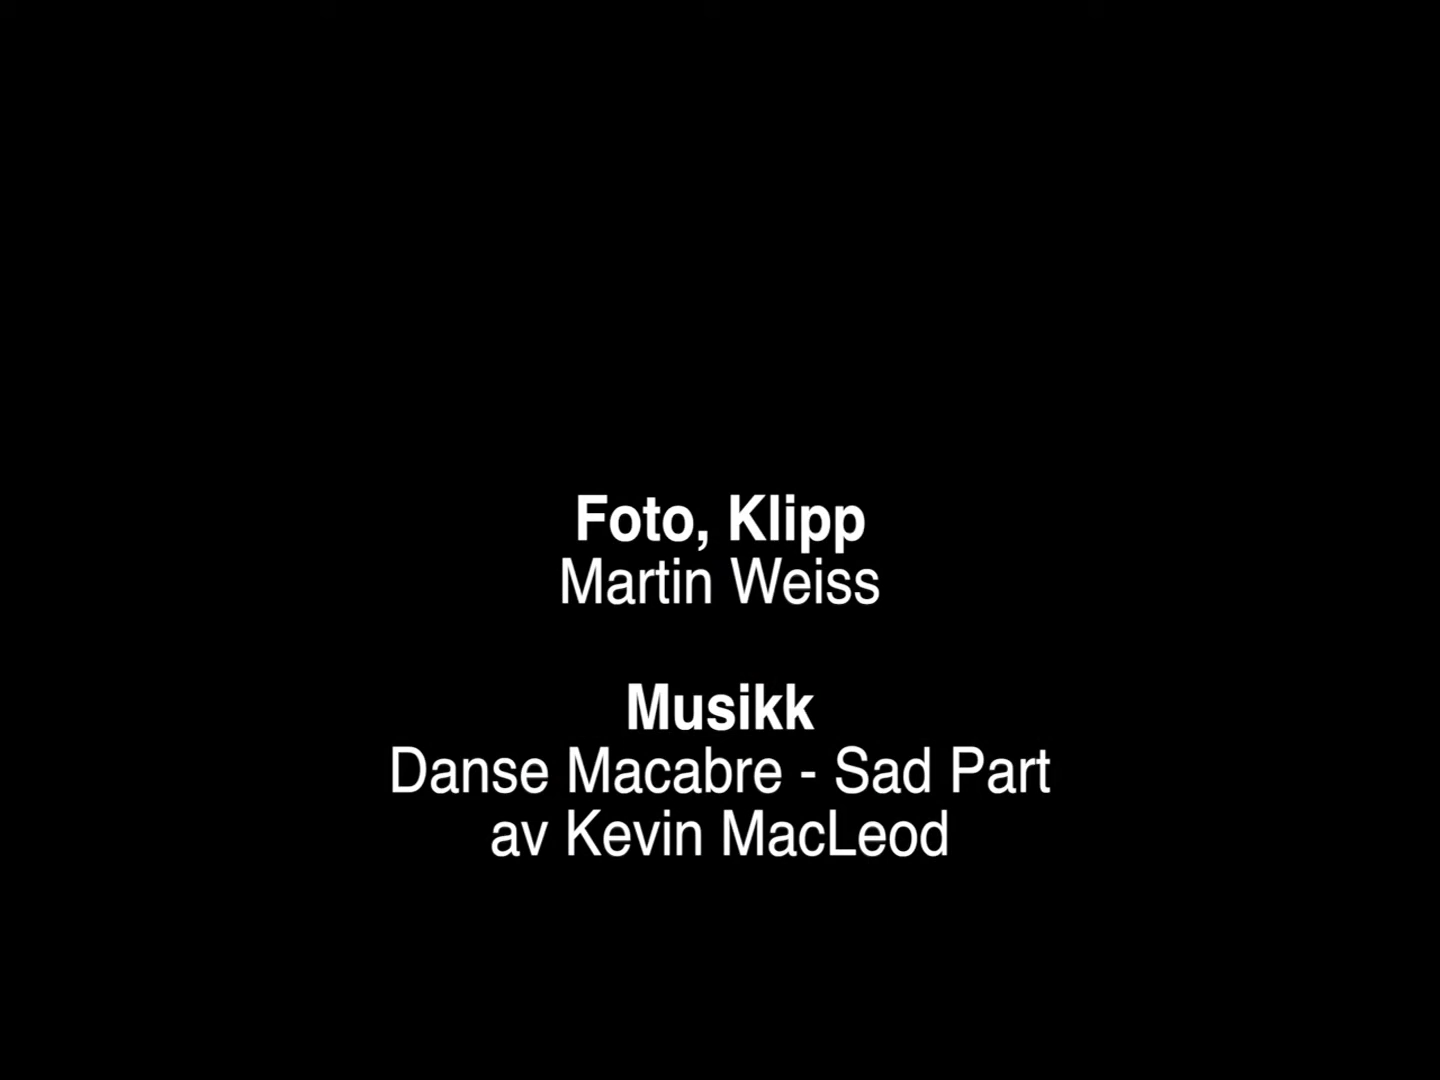 Foto, Klipp
Martin Weiss
Musikk
Danse Macabre - Sad Part
av Kevin MacLeod